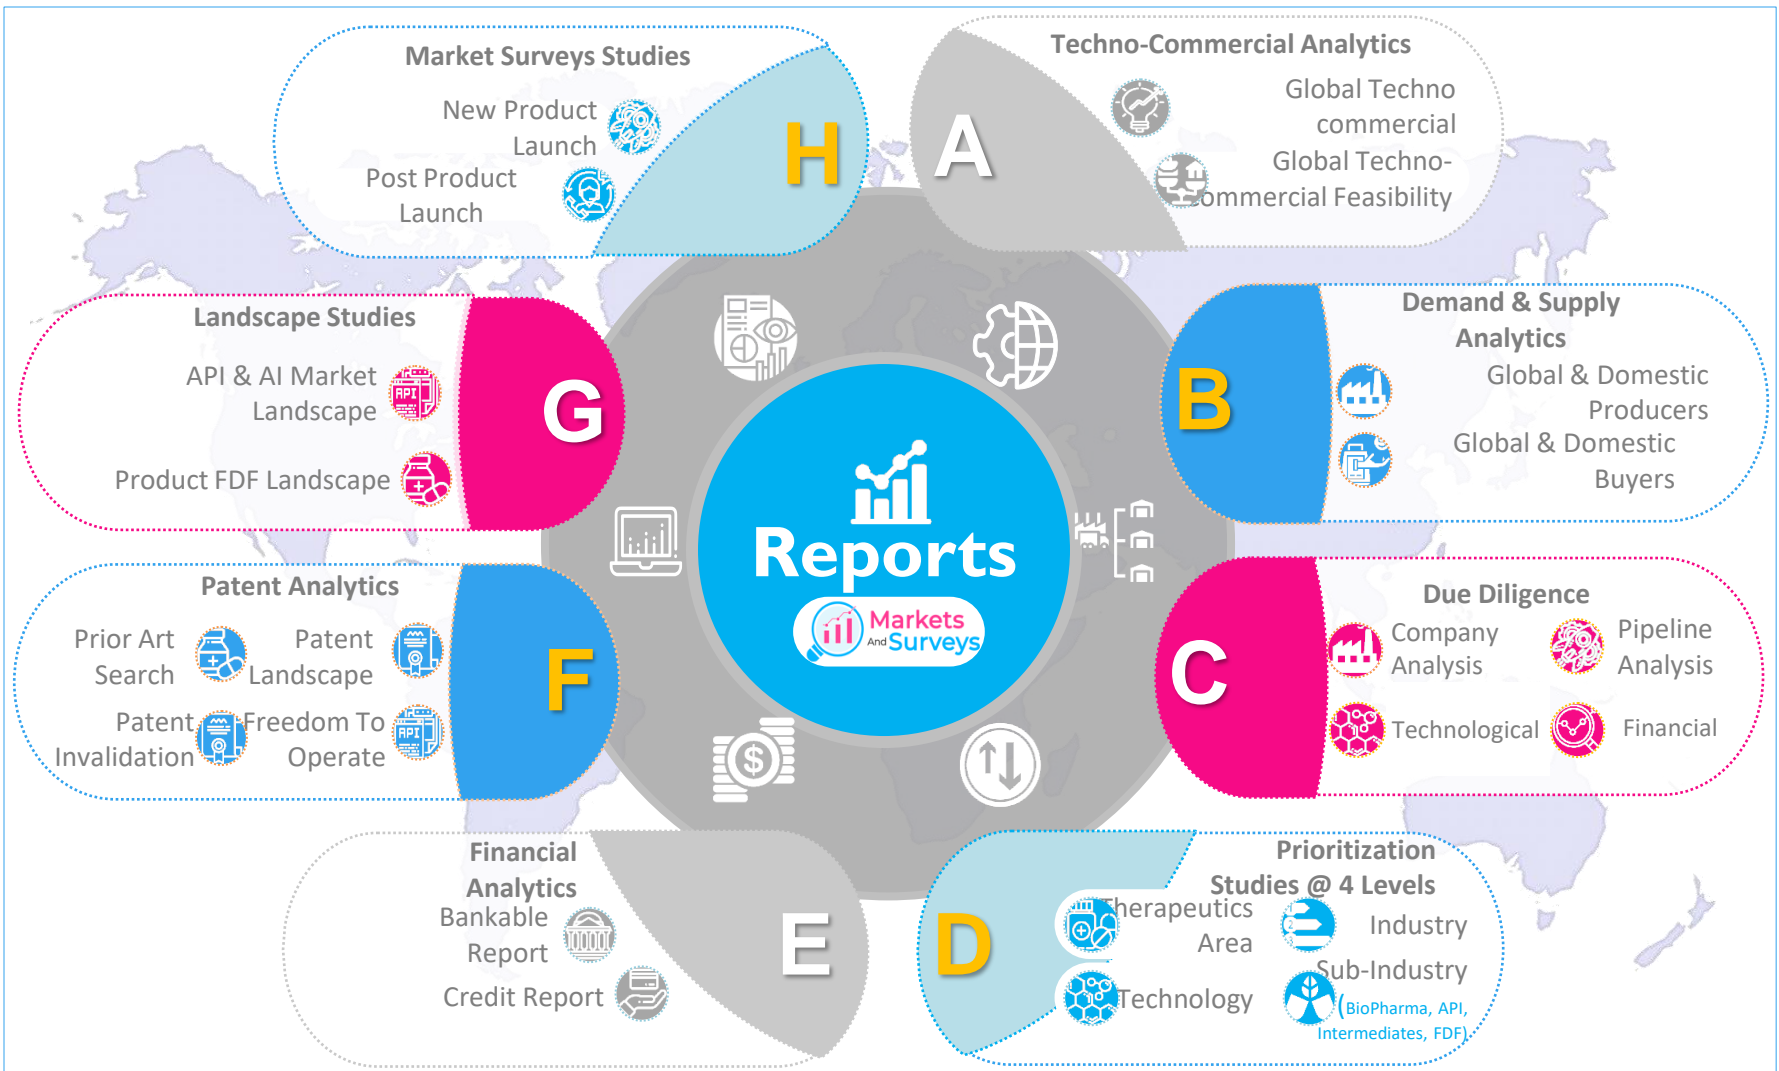 Market Surveys Studies
New Product
Launch
Post Product
Launch
H
A
Techno-Commercial Analytics
Global Techno
commercial
Global Techno-
Commercial Feasibility
Landscape Studies
API & AI Market
Landscape
API
Product FDF Landscape
G
B
Demand & Supply
Analytics
Global & Domestic
Producers
Global & Domestic
Buyers
Reports
Markets
And Surveys
Patent Analytics
Prior Art
Search
Patent
Landscape
Patent
Invalidation
Freedom To
Operate
API
F
C
Due Diligence
Company
Analysis
Pipeline
Analysis
Technological
Financial
$
Financial
Analytics
Bankable
Report
Credit Report
E
D
Prioritization
Studies @ 4 Levels
Therapeutics
Area
Industry
Technology
Sub-Industry
(BioPharma, API,
Intermediates, FDF)